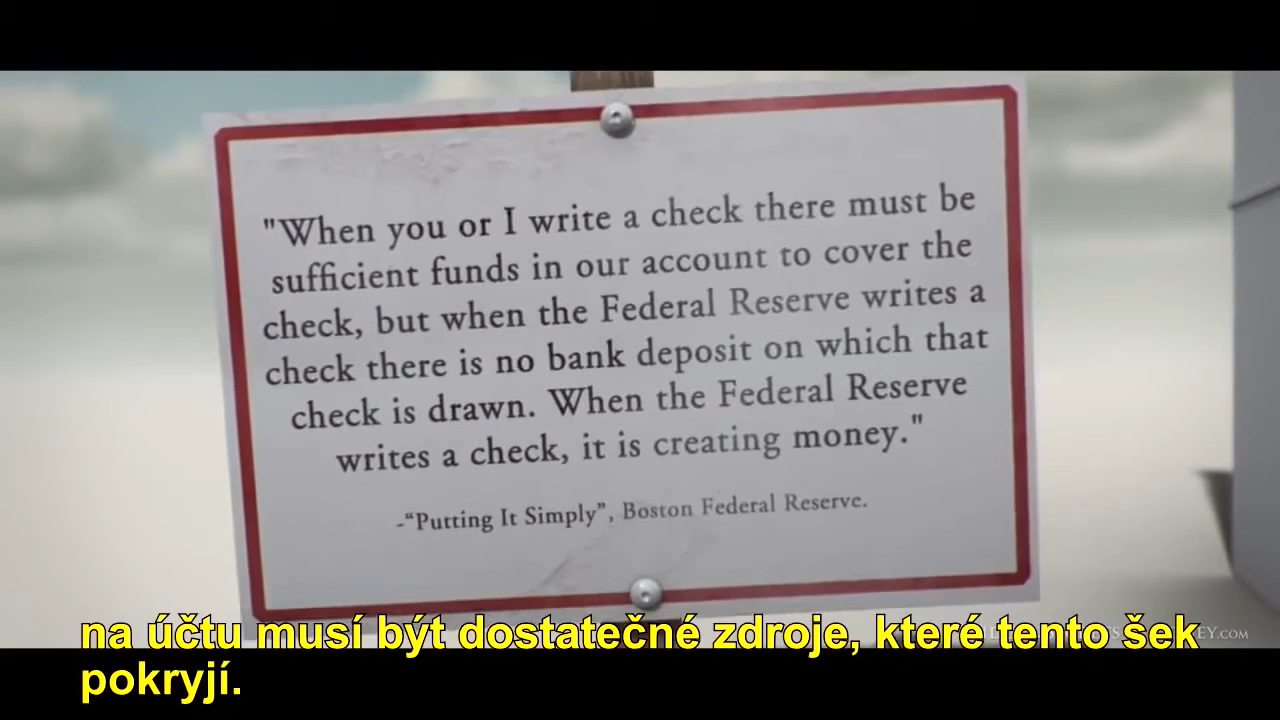 "When you or I write a check there must be
sufficient funds in our account to cover the
check, but when the Federal Reserve writes a
check there is no bank deposit on which that
check is drawn. When the Federal Reserve
writes a check, it is creating money."
-“Putting It Simply”, Boston Federal Reserve.
na účtu musí být dostatečné zdroje, které tento šek
pokryjí.